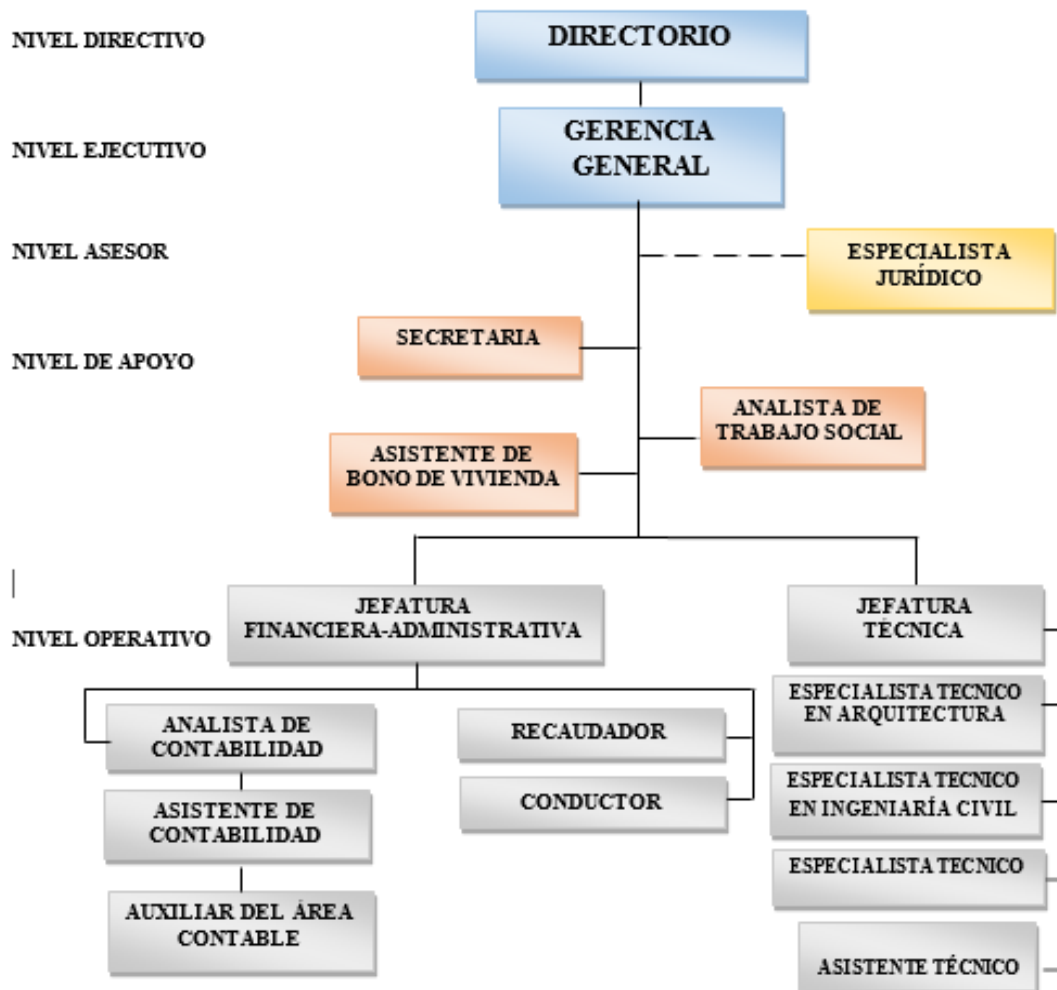 NIVEL DIRECTIVO
DIRECTORIO
NIVEL EJECUTIVO
GERENCIA
GENERAL
NIVEL ASESOR
ESPECIALISTA
JURÍDICO
NIVEL DE APOYO
SECRETARIA
ANALISTA DE
TRABAJO SOCIAL
ASISTENTE DE
BONO DE VIVIENDA
NIVEL OPERATIVO
JEFATURA
FINANCIERA-ADMINISTRATIVA
JEFATURA
TÉCNICA
ANALISTA DE
CONTABILIDAD
ASISTENTE DE
CONTABILIDAD
AUXILIAR DEL ÁREA
CONTABLE
RECAUDADOR
CONDUCTOR
ESPECIALISTA TECNICO
EN ARQUITECTURA
ESPECIALISTA TECNICO
EN INGENIARÍA CIVIL
ESPECIALISTA TECNICO
ASISTENTE TÉCNICO